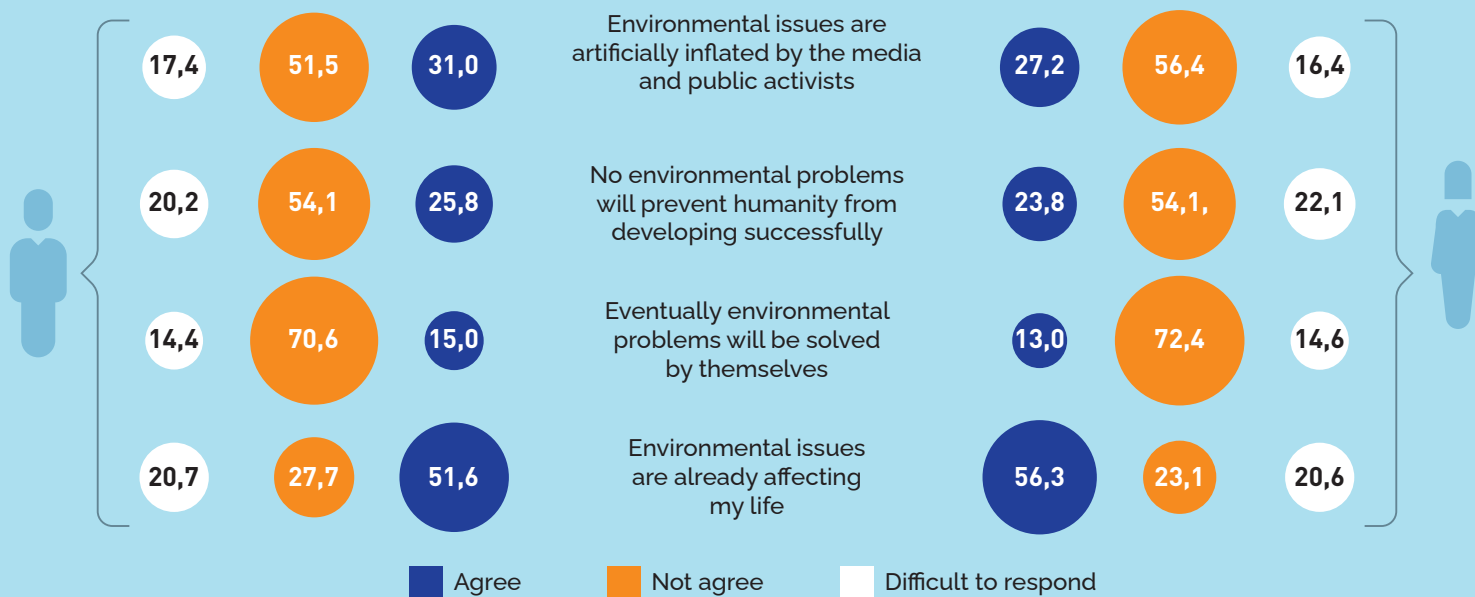 17,4 51,5 31,0
Environmental issues are
artificially inflated by the media
and public activists
27,2 56,4 16,4
20,2 54,1 25,8
No environmental problems
will prevent humanity from
developing successfully
23,8 54,1, 22,1
14,4 70,6 15,0
Eventually environmental
problems will be solved
by themselves
13,0 72,4 14,6
20,7 27,7 51,6
Environmental issues
are already affecting
my life
56,3 23,1 20,6
Agree Not agree Difficult to respond